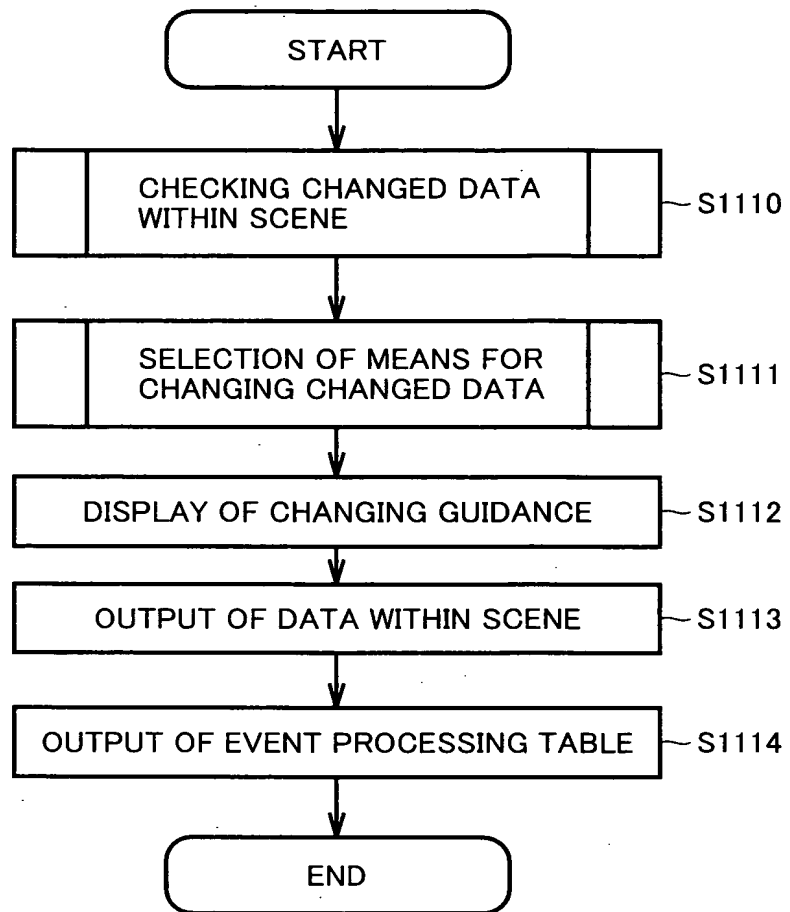 START
CHECKING CHANGED DATA
WITHIN SCENE
S1110
SELECTION OF MEANS FOR
CHANGING CHANGED DATA
S1111
DISPLAY OF CHANGING GUIDANCE
S1112
OUTPUT OF DATA WITHIN SCENE
S1113
OUTPUT OF EVENT PROCESSING TABLE
S1114
END